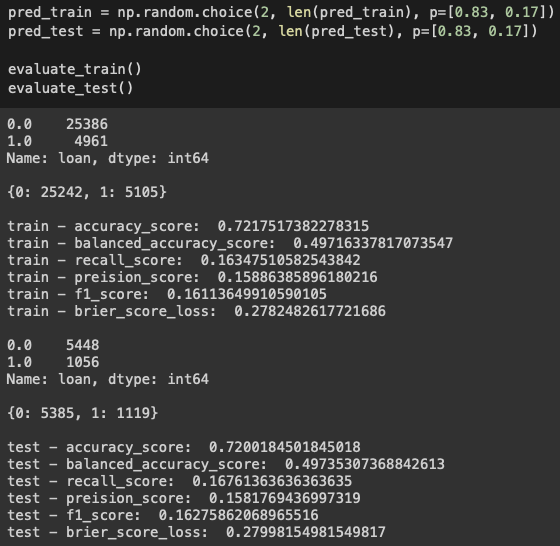 pred_train = np.random.choice(2, len(pred_train), p=[0.83, 0.17])
pred_test = np.random.choice(2, len(pred_test), p=[0.83, 0.17])
evaluate_train()
evaluate_test()
0.0    25386
1.0     4961
Name: loan, dtype: int64
{0: 25242, 1: 5105}
train - accuracy_score:  0.7217517382278315
train - balanced_accuracy_score:  0.49716337817073547
train - recall_score:  0.16347510582543842
train - preision_score:  0.15886385896180216
train - f1_score:  0.16113649910590105
train - brier_score_loss:  0.2782482617721686
0.0    5448
1.0    1056
Name: loan, dtype: int64
{0: 5385, 1: 1119}
test - accuracy_score:  0.7200184501845018
test - balanced_accuracy_score:  0.49735307368842613
test - recall_score:  0.16761363636363635
test - preision_score:  0.1581769436997319
test - f1_score:  0.16275862068965516
test - brier_score_loss:  0.27998154981549817